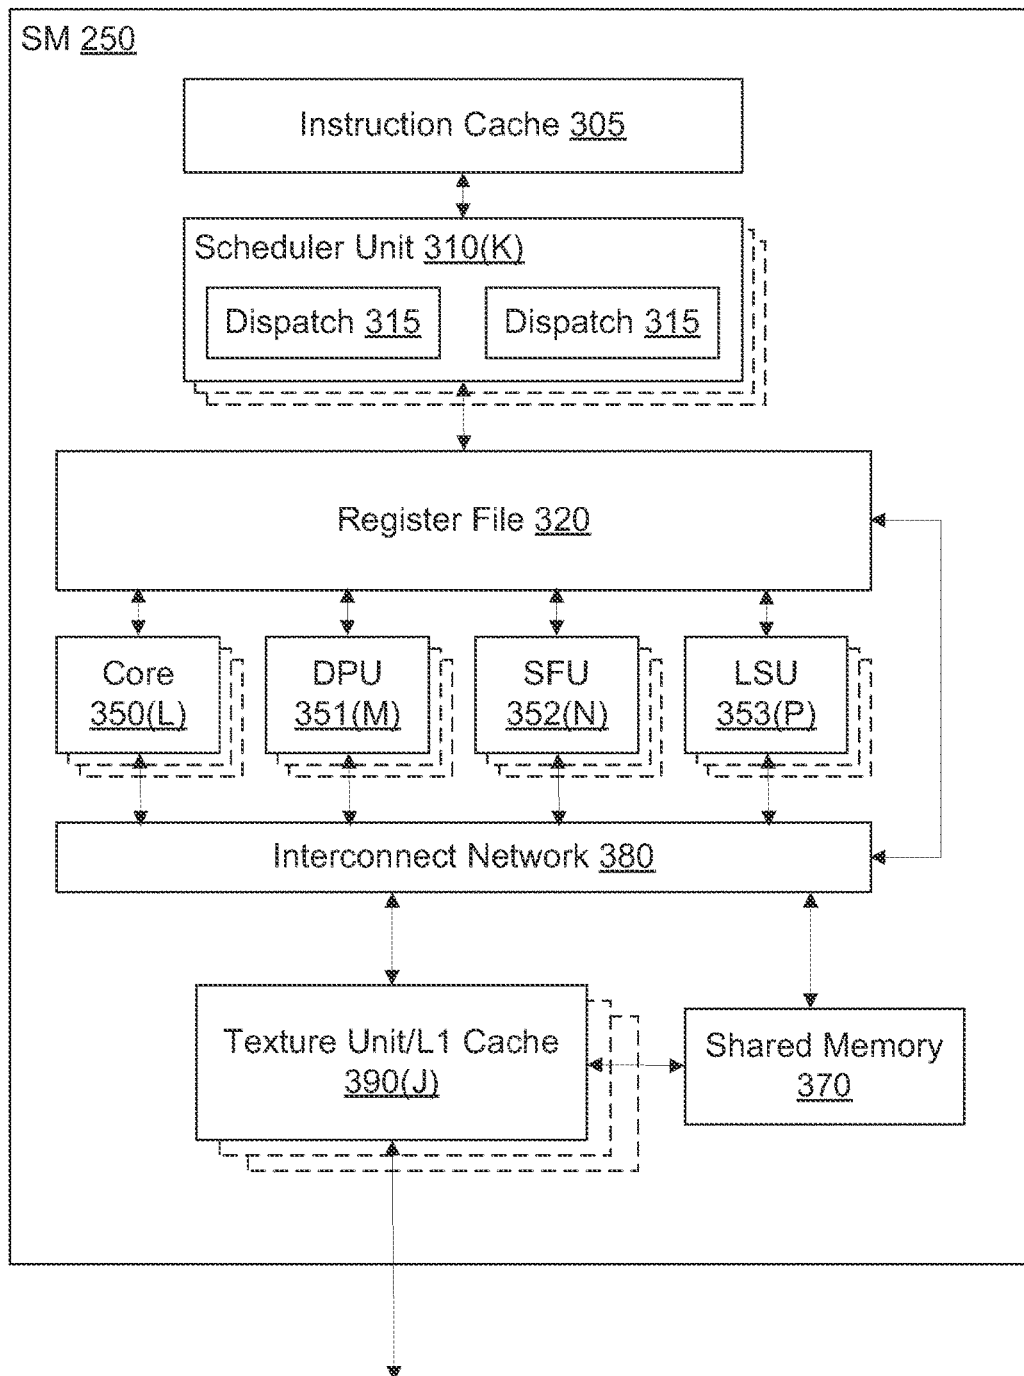 SM 250
Instruction Cache 305
Scheduler Unit 310(K)
Dispatch 315
Dispatch 315
Register File 320
Core
350(L)
DPU
351(M)
SFU
352(N)
LSU
353(P)
Interconnect Network 380
Texture Unit/L1 Cache
390(J)
Shared Memory
370